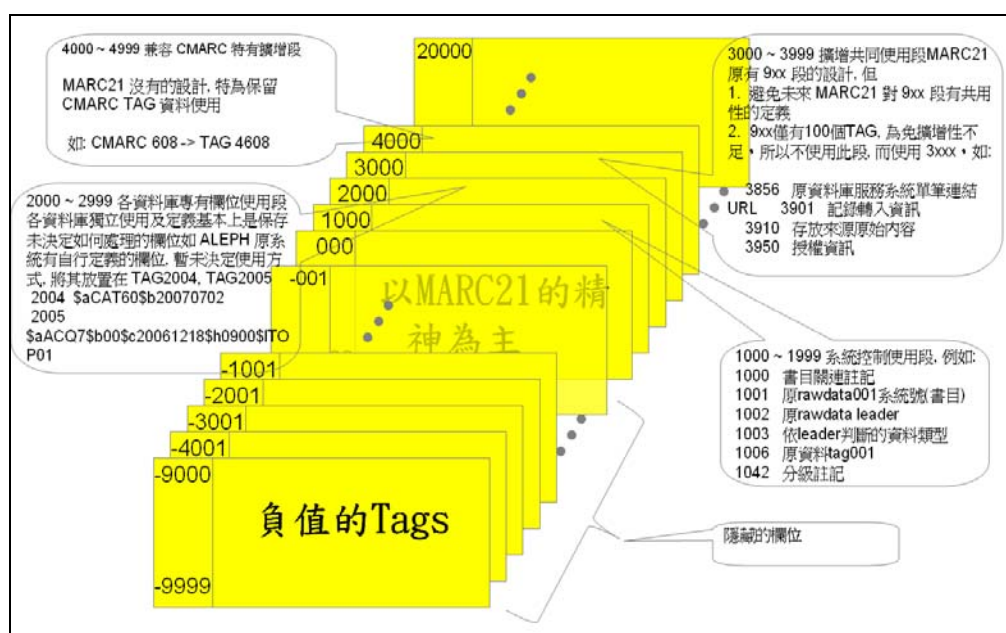 4000 ~ 4999 兼容 CMARC 特有擴增段
MARC21 沒有的設計, 特為保留
CMARC TAG 資料使用
如: CMARC 608 -> TAG 4608
20000
3000 ~ 3999 擴增共同使用段MARC21
原有 9xx 段的設計, 但
1. 避免未來 MARC21 對 9xx 段有共用
性的定義
2. 9xx僅有100個TAG, 為免擴增性不
足，所以不使用此段, 而使用 3xxx，如:
3856 原資料庫服務系統單筆連結
URL 3901 記錄轉入資訊
3910 存放來源原始內容
3950 授權資訊
4000
3000
2000
1000
000
-001
2000 ~ 2999 各資料庫專有欄位使用段
各資料庫獨立使用及定義基本上是保存
未決定如何處理的欄位如 ALEPH 原系
統有自行定義的欄位. 暫未決定使用方
式, 將其放置在 TAG2004, TAG2005
2004 $aCAT60$b20070702
2005
$aACQ7$b00$c20061218$h0900$lTO
P01
以MARC21的精
神為主
-1001
-2001
-3001
-4001
-9000
負值的Tags
-9999
1000 ~ 1999 系統控制使用段, 例如:
1000 書目關連註記
1001 原rawdata001系統號(書目)
1002 原rawdata leader
1003 依leader判斷的資料類型
1006 原資料tag001
1042 分級註記
隱藏的欄位